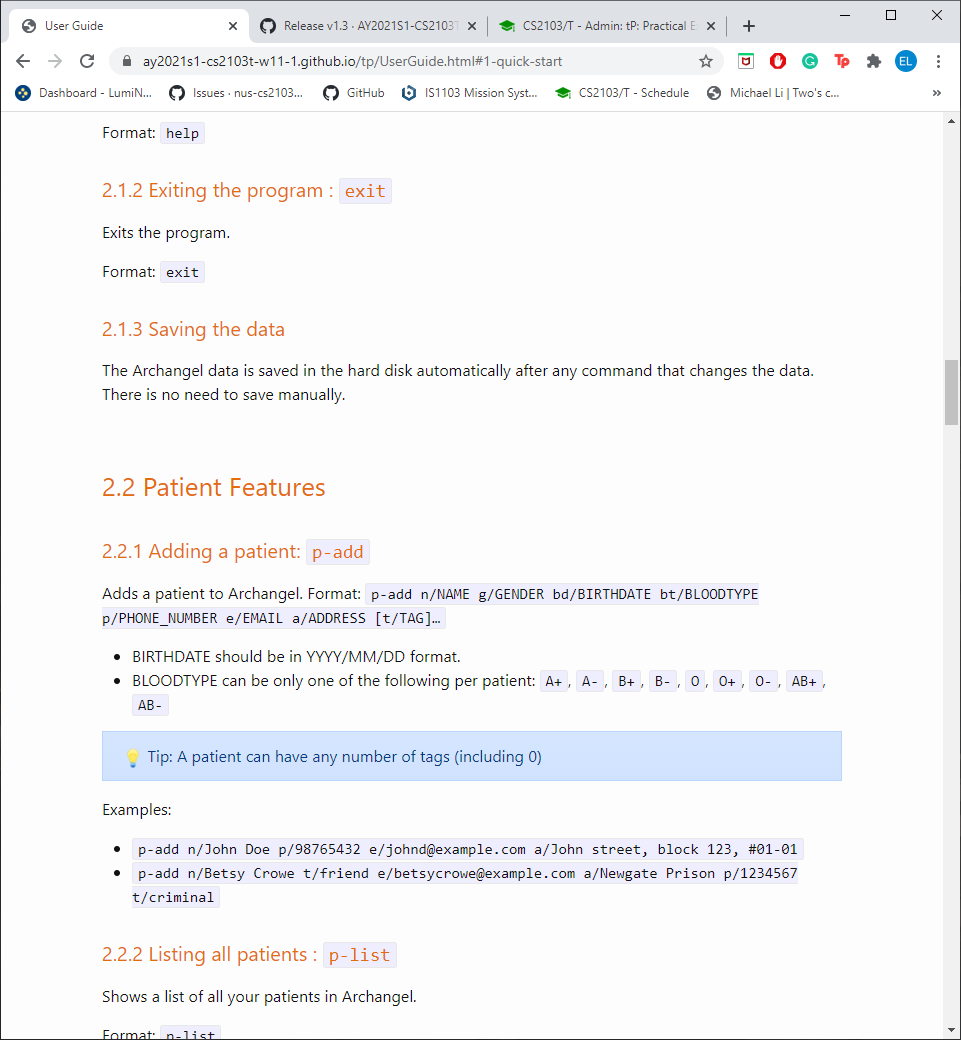 User Guide
Release v1.3 · AY2021S1-CS2103
CS2103/T - Admin: tP: Practical E
ay2021s1-cs2103t-w11-1.github.io/tp/UserGuide.html#1-quick-start
Tp
EL
Dashboard - LumiN...
Issues · nus-cs2103...
GitHub
IS1103 Mission Syst...
CS2103/T - Schedule
Michael Li | Two's c...
»
Format: help
2.1.2 Exiting the program : exit
Exits the program.
Format: exit
2.1.3 Saving the data
The Archangel data is saved in the hard disk automatically after any command that changes the data.
There is no need to save manually.
2.2 Patient Features
2.2.1 Adding a patient: p-add
Adds a patient to Archangel. Format: p-add n/NAME g/GENDER bd/BIRTHDATE bt/BLOODTYPE
p/PHONE_NUMBER e/EMAIL a/ADDRESS [t/TAG]…
• BIRTHDATE should be in YYYY/MM/DD format.
• BLOODTYPE can be only one of the following per patient: A+, A-, B+, B-, O, O+, O-, AB+,
AB-
💡 Tip: A patient can have any number of tags (including 0)
Examples:
• p-add n/John Doe p/98765432 e/johnd@example.com a/John street, block 123, #01-01
• p-add n/Betsy Crowe t/friend e/betsycrowe@example.com a/Newgate Prison p/1234567
t/criminal
2.2.2 Listing all patients : p-list
Shows a list of all your patients in Archangel.
Format: p-list